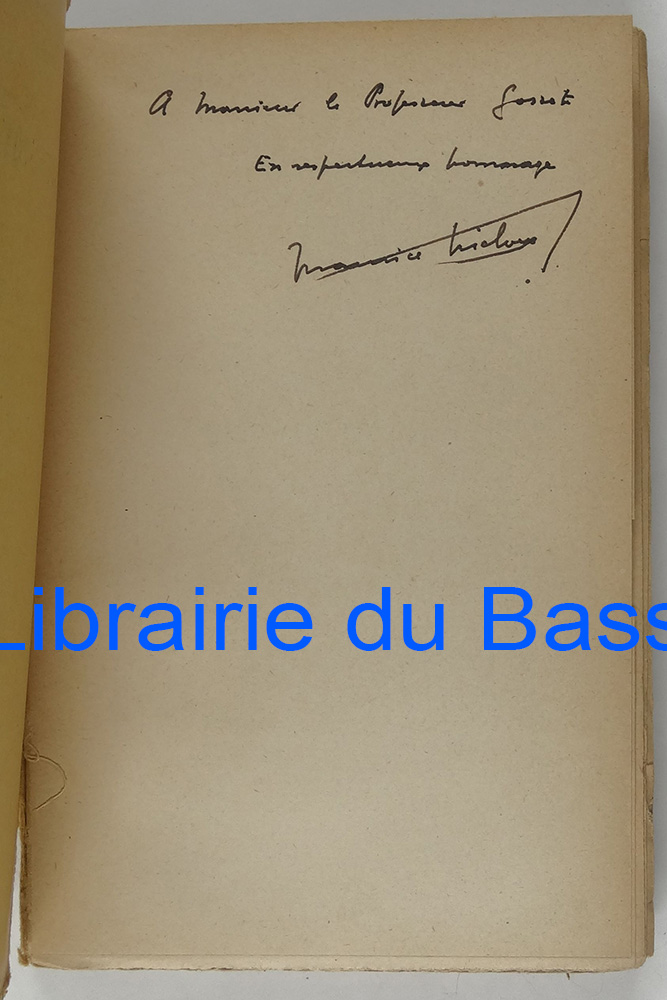 A Monsieur le Professeur Gosset
En respectueux hommage
Maurice
Librairie du Bass